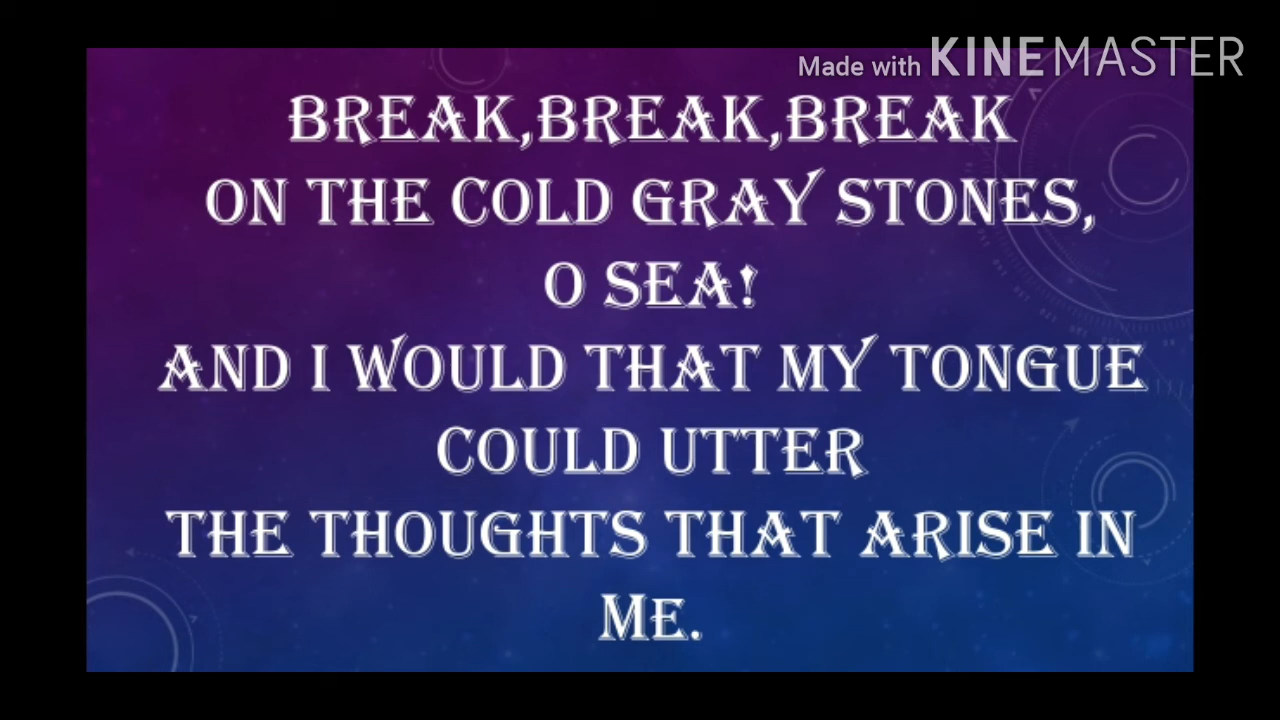 Made with KINEMASTER
BREAK,BREAK,BREAK
ON THE COLD GRAY STONES,
O SEA!
AND I WOULD THAT MY TONGUE
COULD UTTER
THE THOUGHTS THAT ARISE IN
ME.